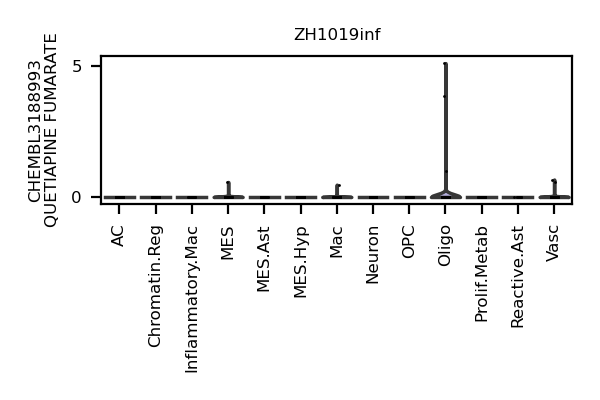 ZH1019inf
CHEMBL3188993
QUETIAPINE FUMARATE
5
0
AC
Chromatin.Reg
Inflammatory.Mac
MES
MES.Ast
MES.Hyp
Mac
Neuron
OPC
Oligo
Prolif.Metab
Reactive.Ast
Vasc